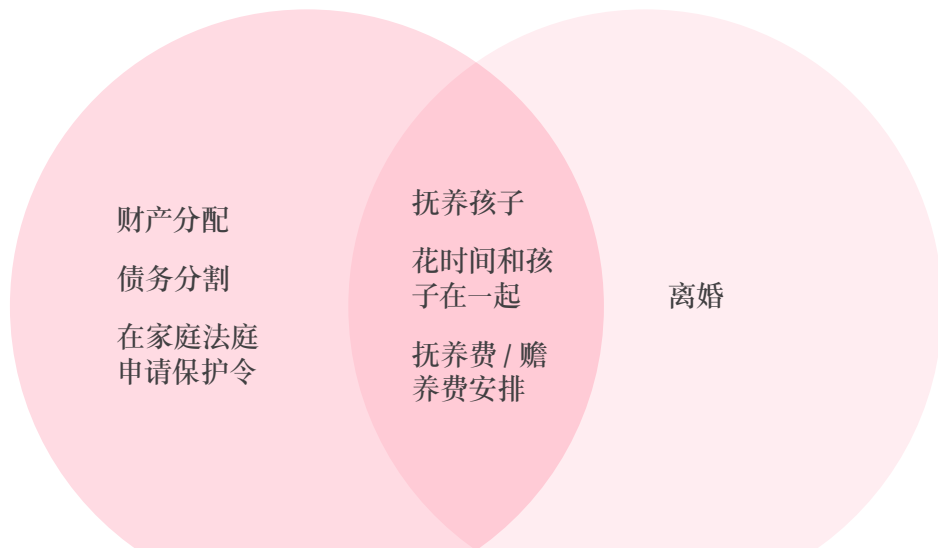 财产分配
债务分割
在家庭法庭
申请保护令
抚养孩子
花时间和孩
子在一起
抚养费 / 赡
养费安排
离婚